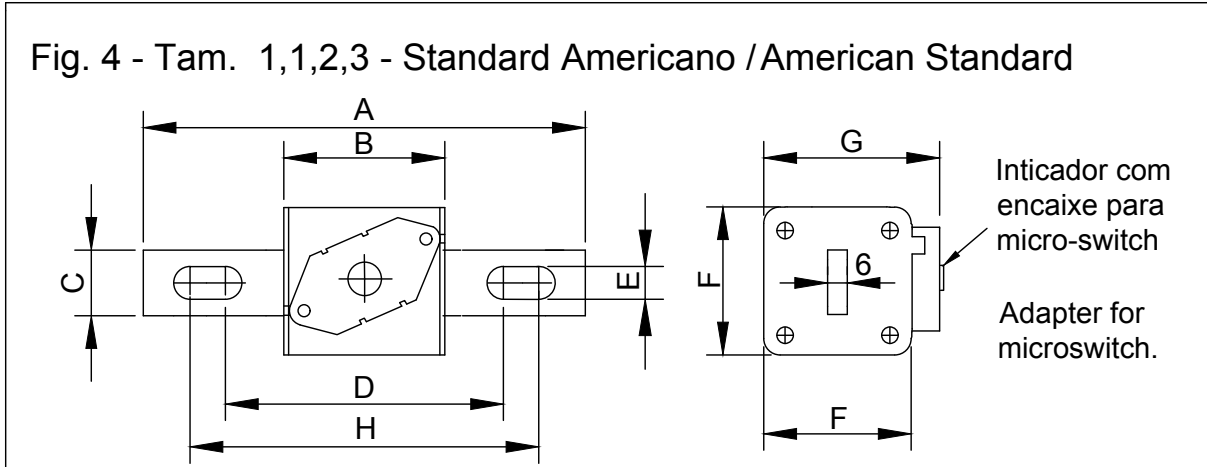 Fig. 4 - Tam. 1,1,2,3 - Standard Americano / American Standard
A
B
C
D
H
E
G
F
6
F
Inticador com
encaixe para
micro-switch
Adapter for
microswitch.